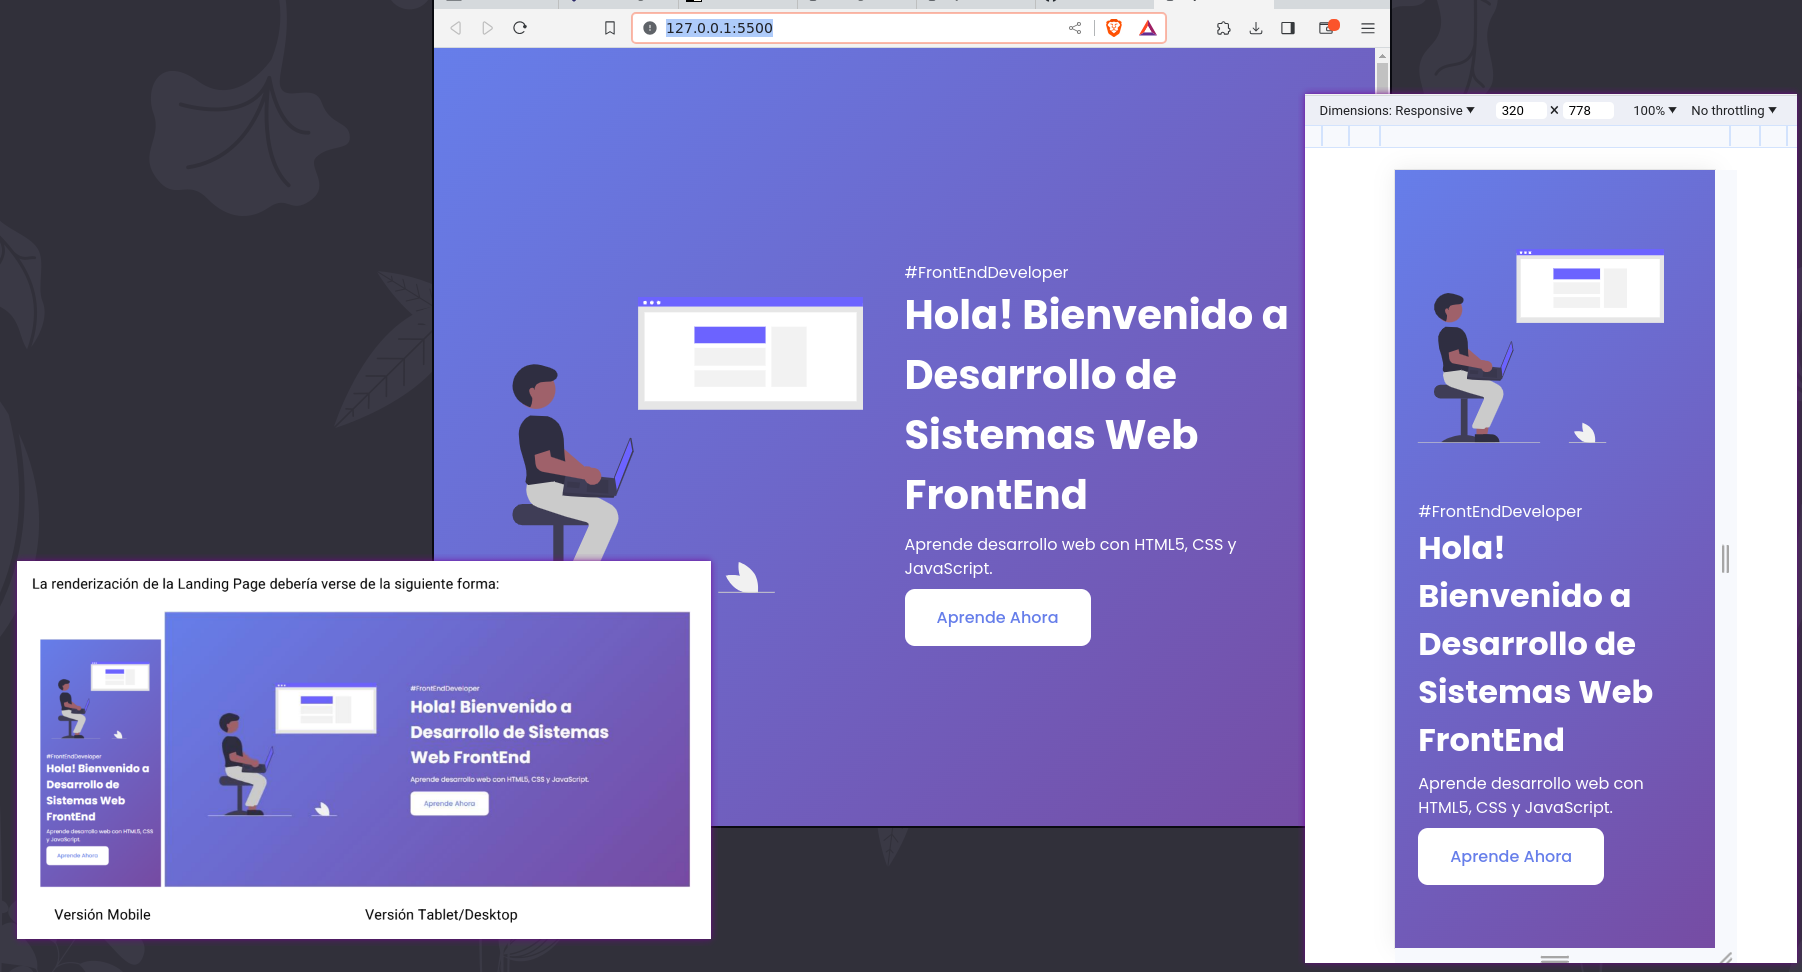 127.0.0.1:5500
#FrontEndDeveloper
Hola! Bienvenido a
Desarrollo de
Sistemas Web
FrontEnd
Aprende desarrollo web con HTML5, CSS y
JavaScript.
Aprende Ahora
Dimensions: Responsive 320 × 778 100% No throttling
#FrontEndDeveloper
Hola!
Bienvenido a
Desarrollo de
Sistemas Web
FrontEnd
Aprende desarrollo web con
HTML5, CSS y JavaScript.
Aprende Ahora
La renderización de la Landing Page debería verse de la siguiente forma:
#FrontEndDeveloper
Hola! Bienvenido a
Desarrollo de
Sistemas Web
FrontEnd
Aprende desarrollo web con HTML5, CSS
y JavaScript.
Aprende Ahora
#FrontEndDeveloper
Hola! Bienvenido a
Desarrollo de Sistemas
Web FrontEnd
Aprende desarrollo web con HTML5, CSS y JavaScript.
Aprende Ahora
Versión Mobile
Versión Tablet/Desktop